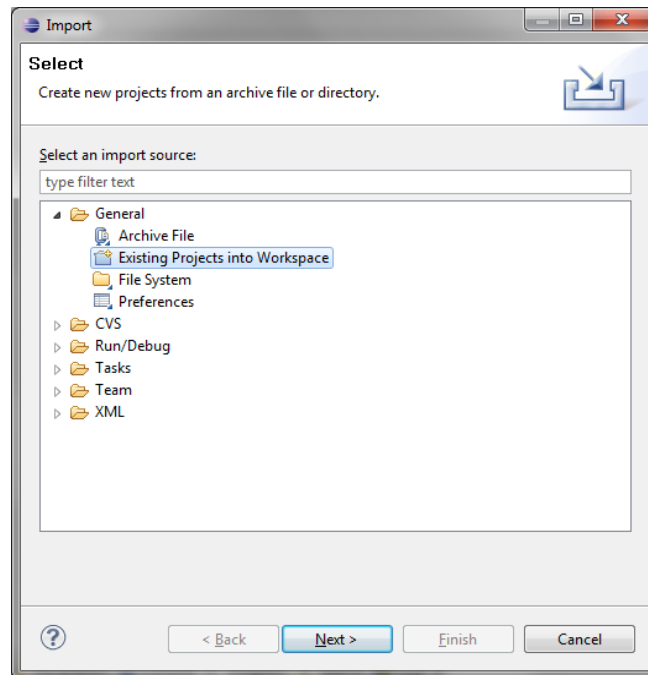 Import
Select
Create new projects from an archive file or directory.
Select an import source:
type filter text
General
Archive File
Existing Projects into Workspace
File System
Preferences
CVS
Run/Debug
Tasks
Team
XML
? < Back Next > Finish Cancel